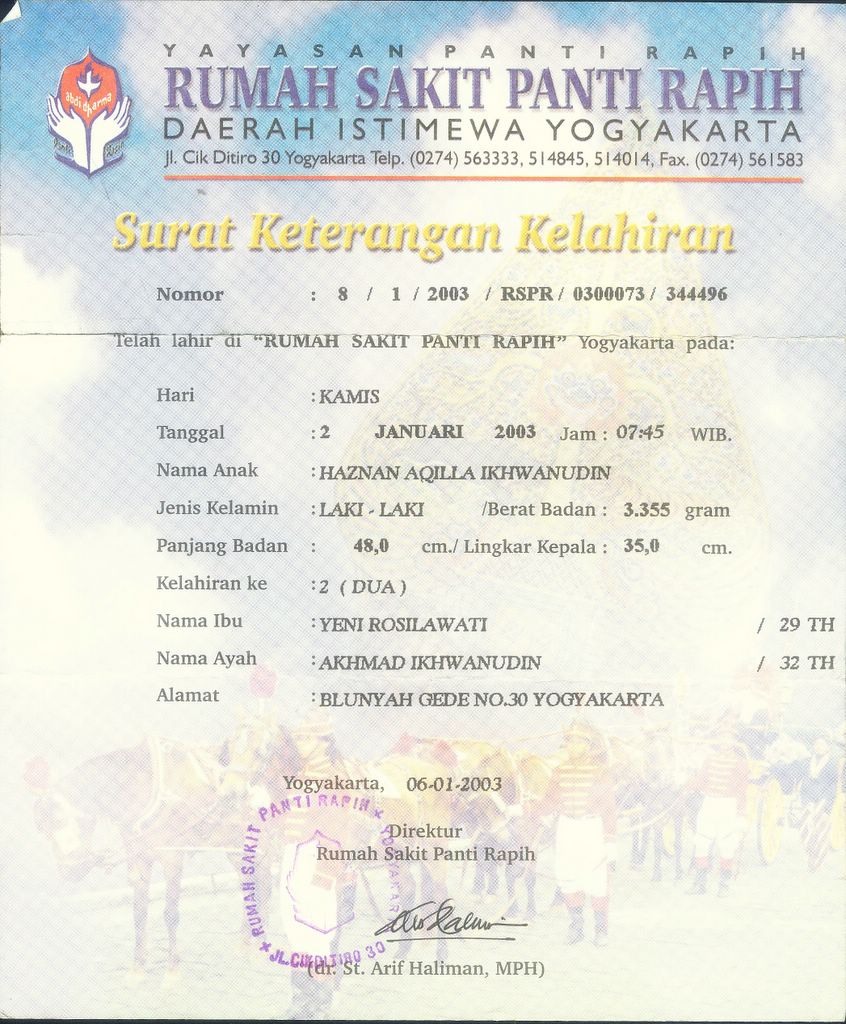 YAYASAN PANTI RAPIH
RUMAH SAKIT PANTI RAPIH
DAERAH ISTIMEWA YOGYAKARTA
Jl. Cik Ditiro 30 Yogyakarta Telp. (0274) 563333, 514845, 514014, Fax. (0274) 561583
abdi dharma
Surat Keterangan Kelahiran
Nomor : 8 / 1 / 2003 / RSPR / 0300073 / 344496
Telah lahir di “RUMAH SAKIT PANTI RAPIH” Yogyakarta pada:
Hari : KAMIS
Tanggal : 2 JANUARI 2003 Jam : 07:45 WIB.
Nama Anak : HAZNAN AQILLA IKHWANUDIN
Jenis Kelamin : LAKI - LAKI /Berat Badan : 3.355 gram
Panjang Badan : 48,0 cm./ Lingkar Kepala : 35,0 cm.
Kelahiran ke : 2 ( DUA )
Nama Ibu : YENI ROSILAWATI / 29 TH
Nama Ayah : AKHMAD IKHWANUDIN / 32 TH
Alamat : BLUNYAH GEDE NO.30 YOGYAKARTA
Yogyakarta, 06-01-2003
Direktur
Rumah Sakit Panti Rapih
RUMAH SAKIT PANTI RAPIH * YOGYAKARTA
* JL.CIKDITIRO 30
(dr. St. Arif Haliman, MPH)